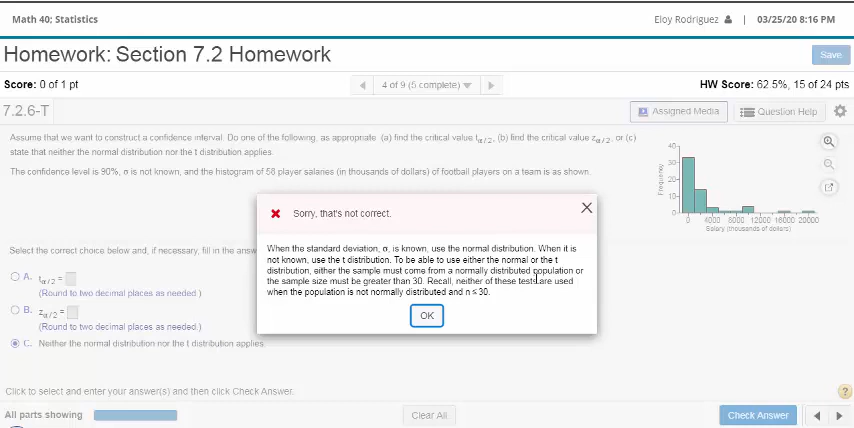 Math 40; Statistics
Eloy Rodriguez | 03/25/20 8:16 PM
Homework: Section 7.2 Homework
Save
Score: 0 of 1 pt
4 of 9 (5 complete)
HW Score: 62.5%, 15 of 24 pts
7.2.6-T
Assigned Media
Question Help
Assume that we want to construct a confidence interval. Do one of the following, as appropriate: (a) find the critical value tα/2, (b) find the critical value zα/2, or (c)
state that neither the normal distribution nor the t distribution applies.
The confidence level is 90%, σ is not known, and the histogram of 58 player salaries (in thousands of dollars) of football players on a team is as shown.
40
30
20
10
0
Frequency
0 4000 8000 12000 16000 20000
Salary (thousands of dollars)
Sorry, that's not correct.
When the standard deviation, σ, is known, use the normal distribution. When it is
not known, use the t distribution. To be able to use either the normal or the t
distribution, either the sample must come from a normally distributed population or
the sample size must be greater than 30. Recall, neither of these tests are used
when the population is not normally distributed and n ≤ 30.
OK
Select the correct choice below and, if necessary, fill in the answ
A. tα/2 =
(Round to two decimal places as needed.)
B. zα/2 =
(Round to two decimal places as needed.)
C. Neither the normal distribution nor the t distribution applies.
Click to select and enter your answer(s) and then click Check Answer.
?
All parts showing
Clear All
Check Answer